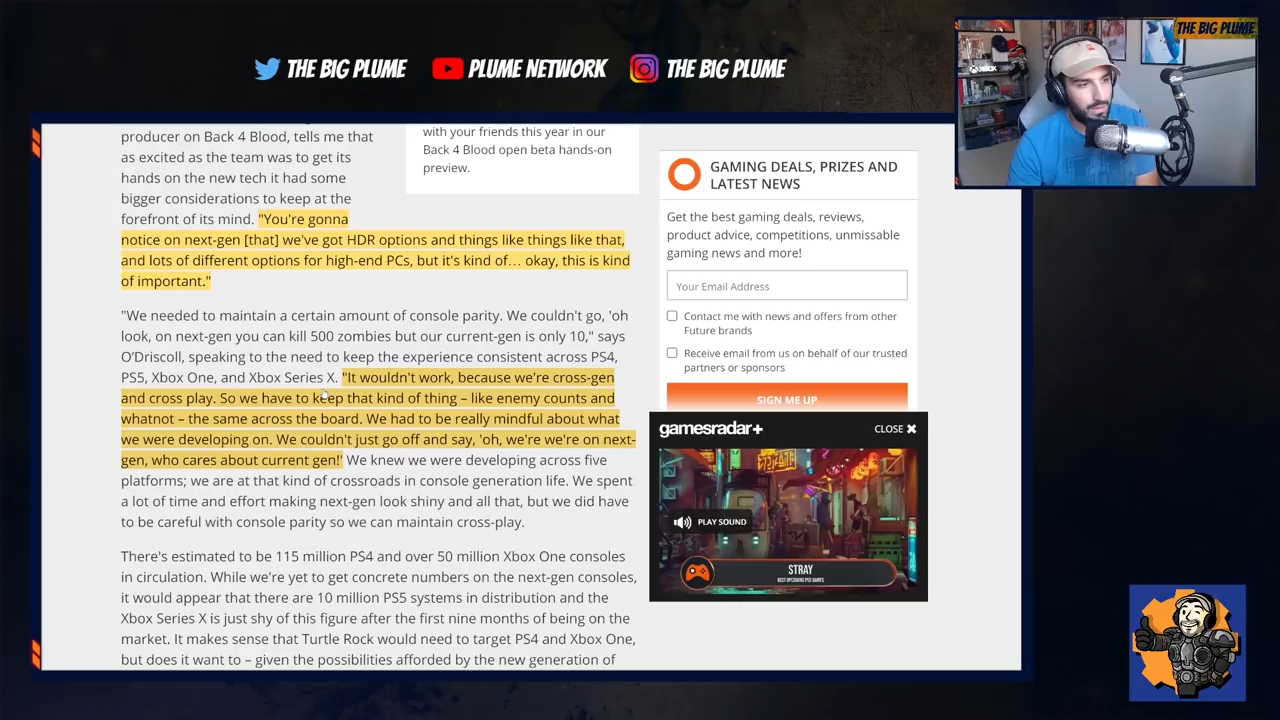 THE BIG PLUME
PLUME NETWORK
THE BIG PLUME
THE BIG PLUME
XBOX
producer on Back 4 Blood, tells me that
as excited as the team was to get its
hands on the new tech it had some
bigger considerations to keep at the
forefront of its mind. "You're gonna
notice on next-gen [that] we've got HDR options and things like things like that,
and lots of different options for high-end PCs, but it's kind of… okay, this is kind
of important."
"We needed to maintain a certain amount of console parity. We couldn't go, 'oh
look, on next-gen you can kill 500 zombies but our current-gen is only 10," says
O'Driscoll, speaking to the need to keep the experience consistent across PS4,
PS5, Xbox One, and Xbox Series X. "It wouldn't work, because we're cross-gen
and cross play. So we have to keep that kind of thing – like enemy counts and
whatnot – the same across the board. We had to be really mindful about what
we were developing on. We couldn't just go off and say, 'oh, we're we're on next-
gen, who cares about current gen!' We knew we were developing across five
platforms; we are at that kind of crossroads in console generation life. We spent
a lot of time and effort making next-gen look shiny and all that, but we did have
to be careful with console parity so we can maintain cross-play.
There's estimated to be 115 million PS4 and over 50 million Xbox One consoles
in circulation. While we're yet to get concrete numbers on the next-gen consoles,
it would appear that there are 10 million PS5 systems in distribution and the
Xbox Series X is just shy of this figure after the first nine months of being on the
market. It makes sense that Turtle Rock would need to target PS4 and Xbox One,
but does it want to – given the possibilities afforded by the new generation of
with your friends this year in our
Back 4 Blood open beta hands-on
preview.
GAMING DEALS, PRIZES AND
LATEST NEWS
Get the best gaming deals, reviews,
product advice, competitions, unmissable
gaming news and more!
Your Email Address
Contact me with news and offers from other
Future brands
Receive email from us on behalf of our trusted
partners or sponsors
SIGN ME UP
gamesradar+
CLOSE ✖
PLAY SOUND
STRAY
BEST UPCOMING PS5 GAMES